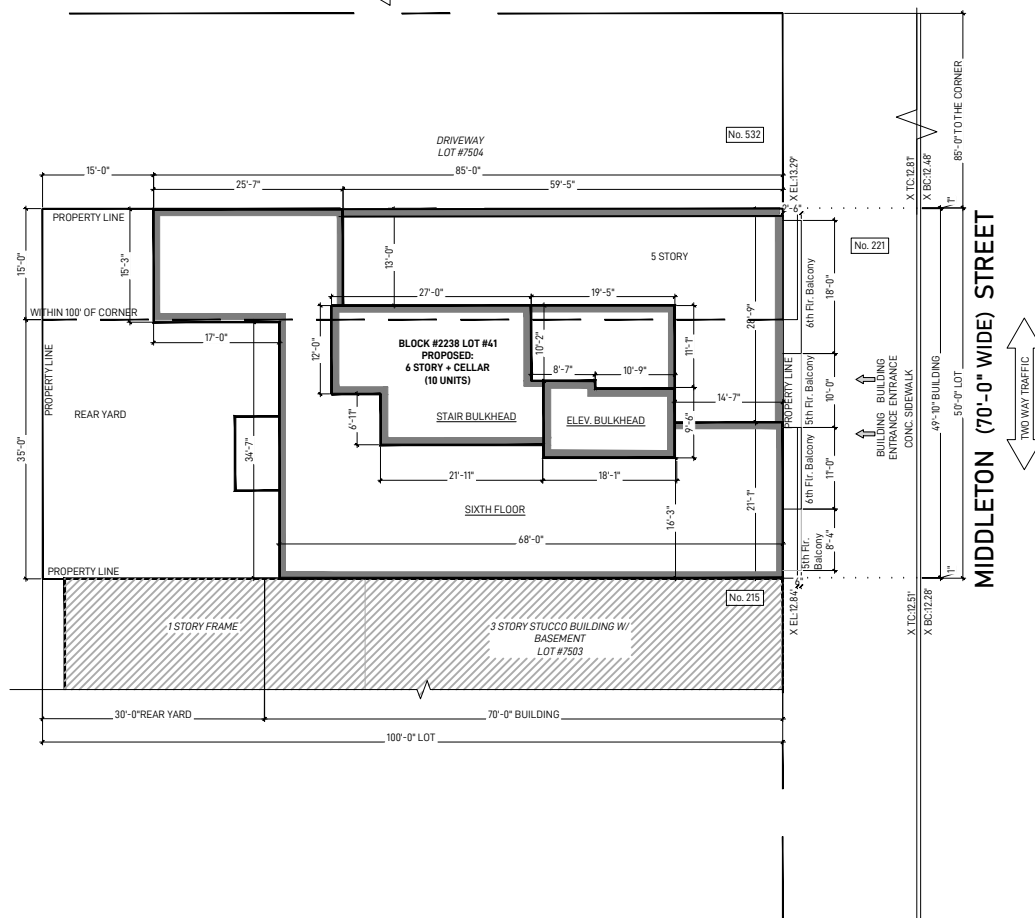 No. 532
DRIVEWAY
LOT #7504
85'-0" TO THE CORNER
15'-0"
85'-0"
25'-7"
59'-5"
X EL:13.29'
X TC:12.81'
X BC:12.48'
PROPERTY LINE
2'-6"
1"
No. 221
15'-0"
15'-3"
13'-0"
5 STORY
6th Flr. Balcony
18'-0"
27'-0"
19'-5"
28'-9"
WITHIN 100' OF CORNER
12'-0"
BLOCK #2238 LOT #41
PROPOSED:
6 STORY + CELLAR
(10 UNITS)
10'-2"
11'-1"
17'-0"
8'-7"
10'-9"
14'-7"
PROPERTY LINE
PROPERTY LINE
5th Flr. Balcony
10'-0"
BUILDING
ENTRANCE
BUILDING
ENTRANCE
CONC. SIDEWALK
49'-10" BUILDING
50'-0" LOT
MIDDLETON (70'-0" WIDE) STREET
TWO WAY TRAFFIC
REAR YARD
6'-11"
STAIR BULKHEAD
ELEV. BULKHEAD
9'-6"
35'-0"
34'-7"
21'-11"
18'-1"
6th Flr. Balcony
11'-0"
SIXTH FLOOR
16'-3"
21'-1"
68'-0"
5th Flr.
Balcony
8'-4"
PROPERTY LINE
1"
No. 215
X EL:12.84'
X TC:12.51'
X BC:12.28'
1 STORY FRAME
3 STORY STUCCO BUILDING W/
BASEMENT
LOT #7503
30'-0"REAR YARD
70'-0" BUILDING
100'-0" LOT